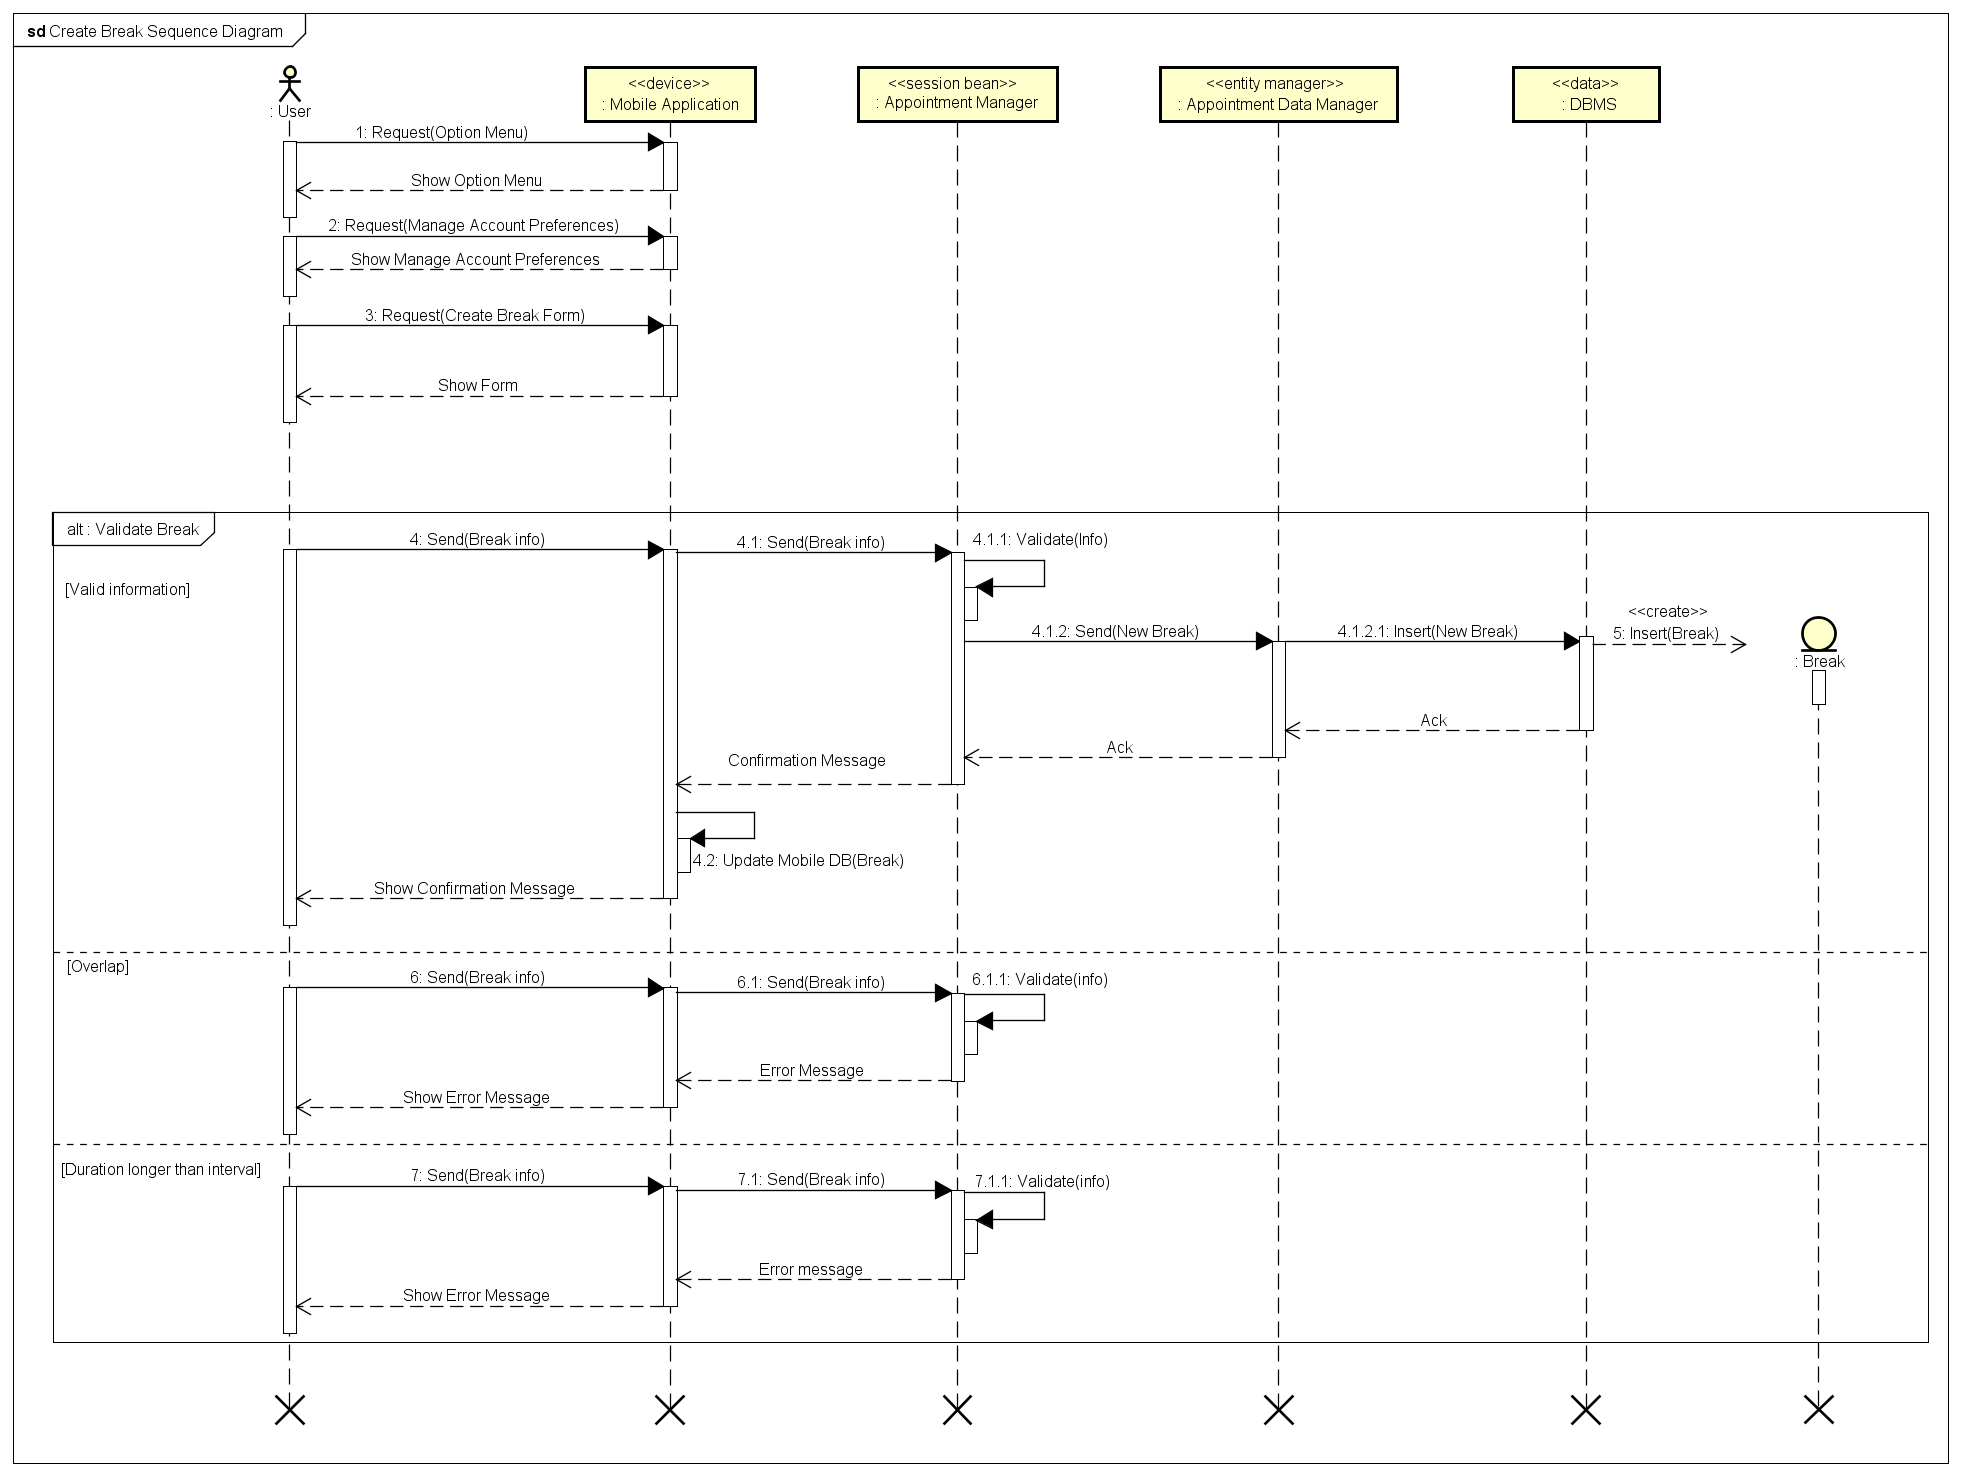 sd Create Break Sequence Diagram
: User
<<device>>
: Mobile Application
<<session bean>>
: Appointment Manager
<<entity manager>>
: Appointment Data Manager
<<data>>
: DBMS
1: Request(Option Menu)
Show Option Menu
2: Request(Manage Account Preferences)
Show Manage Account Preferences
3: Request(Create Break Form)
Show Form
alt : Validate Break
[Valid information]
4: Send(Break info)
4.1: Send(Break info)
4.1.1: Validate(Info)
4.1.2: Send(New Break)
4.1.2.1: Insert(New Break)
<<create>>
5: Insert(Break)
: Break
Ack
Ack
Confirmation Message
4.2: Update Mobile DB(Break)
Show Confirmation Message
[Overlap]
6: Send(Break info)
6.1: Send(Break info)
6.1.1: Validate(info)
Error Message
Show Error Message
[Duration longer than interval]
7: Send(Break info)
7.1: Send(Break info)
7.1.1: Validate(info)
Error message
Show Error Message